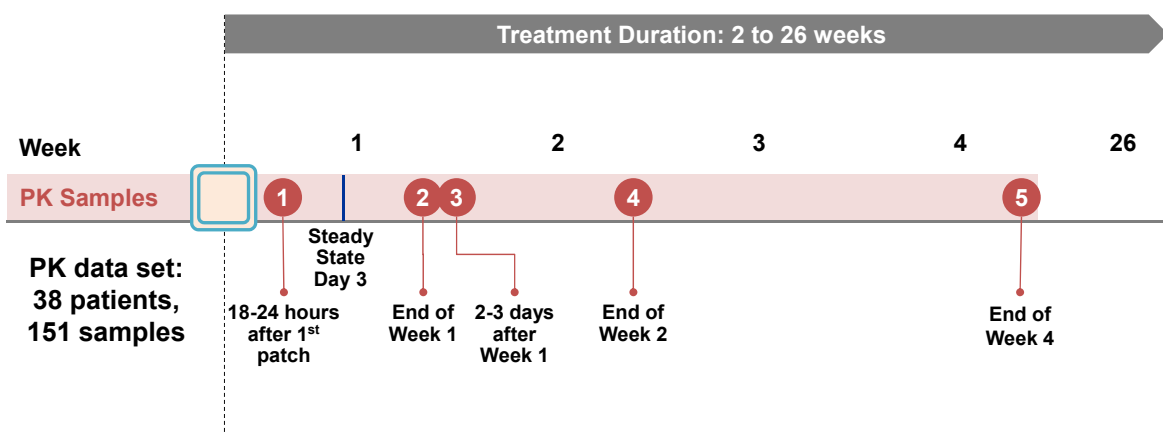 Treatment Duration: 2 to 26 weeks
Week 1 2 3 4 26
PK Samples 1 2 3 4 5
Steady
State
Day 3
PK data set:
38 patients,
151 samples
18-24 hours
after 1st
patch
End of
Week 1
2-3 days
after
Week 1
End of
Week 2
End of
Week 4